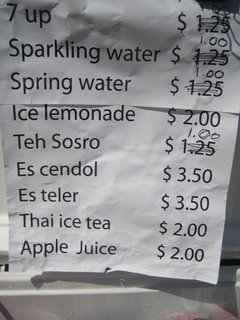 7 up $ 1.25
1.00
Sparkling water $ 1.25
1.00
Spring water $ 1.25
Ice lemonade $ 2.00
1.00
Teh Sosro $ 1.25
Es cendol $ 3.50
Es teler $ 3.50
Thai ice tea $ 2.00
Apple Juice $ 2.00